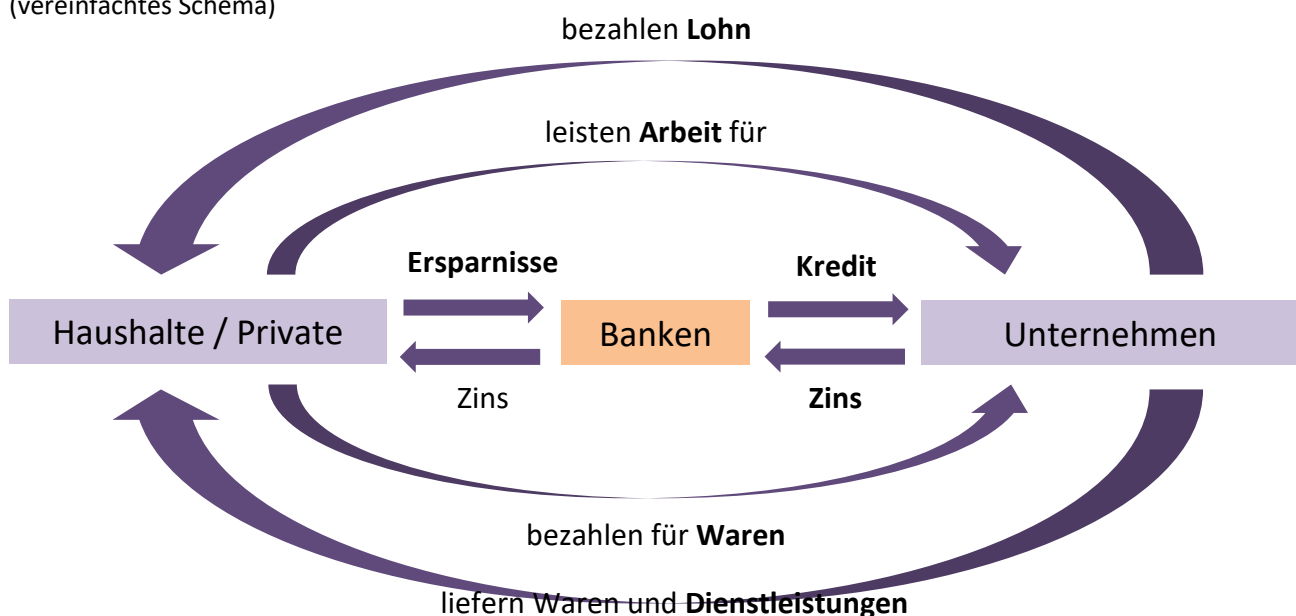 (vereinfachtes Schema)
bezahlen Lohn
leisten Arbeit für
Ersparnisse
Kredit
Haushalte / Private
Banken
Unternehmen
Zins
Zins
bezahlen für Waren
liefern Waren und Dienstleistungen